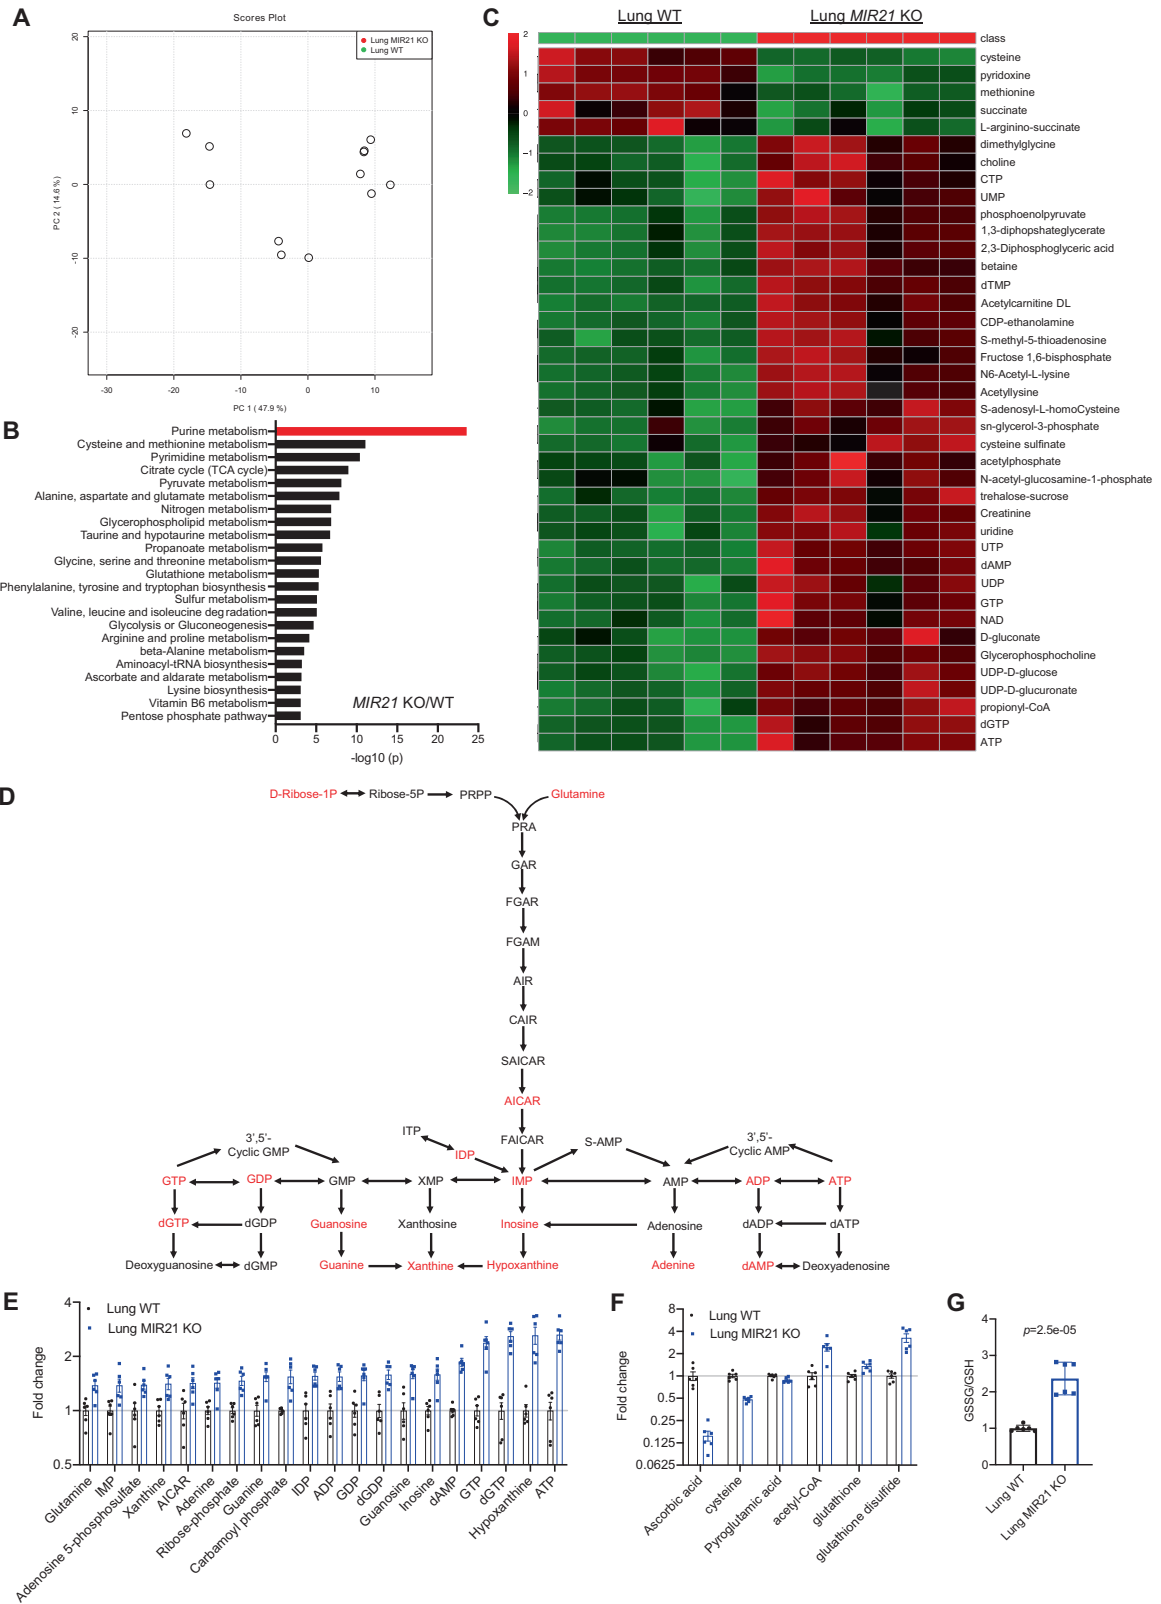 A
Scores Plot
Lung MIR21 KO
Lung WT
20
10
0
-10
-20
PC 2 ( 14.6 %)
-30
-20
-10
0
10
PC 1 ( 47.9 %)
B
Purine metabolism
Cysteine and methionine metabolism
Pyrimidine metabolism
Citrate cycle (TCA cycle)
Pyruvate metabolism
Alanine, aspartate and glutamate metabolism
Nitrogen metabolism
Glycerophospholipid metabolism
Taurine and hypotaurine metabolism
Propanoate metabolism
Glycine, serine and threonine metabolism
Glutathione metabolism
Phenylalanine, tyrosine and tryptophan biosynthesis
Sulfur metabolism
Valine, leucine and isoleucine degradation
Glycolysis or Gluconeogenesis
Arginine and proline metabolism
beta-Alanine metabolism
Aminoacyl-tRNA biosynthesis
Ascorbate and aldarate metabolism
Lysine biosynthesis
Vitamin B6 metabolism
Pentose phosphate pathway
MIR21 KO/WT
0 5 10 15 20 25
-log10 (p)
C
Lung WT
Lung MIR21 KO
2
1
0
−1
−2
class
cysteine
pyridoxine
methionine
succinate
L-arginino-succinate
dimethylglycine
choline
CTP
UMP
phosphoenolpyruvate
1,3-diphopshateglycerate
2,3-Diphosphoglyceric acid
betaine
dTMP
Acetylcarnitine DL
CDP-ethanolamine
S-methyl-5-thioadenosine
Fructose 1,6-bisphosphate
N6-Acetyl-L-lysine
Acetyllysine
S-adenosyl-L-homoCysteine
sn-glycerol-3-phosphate
cysteine sulfinate
acetylphosphate
N-acetyl-glucosamine-1-phosphate
trehalose-sucrose
Creatinine
uridine
UTP
dAMP
UDP
GTP
NAD
D-gluconate
Glycerophosphocholine
UDP-D-glucose
UDP-D-glucuronate
propionyl-CoA
dGTP
ATP
D
D-Ribose-1P
Ribose-5P
PRPP
Glutamine
PRA
GAR
FGAR
FGAM
AIR
CAIR
SAICAR
AICAR
FAICAR
3',5'-
Cyclic GMP
ITP
IDP
S-AMP
3',5'-
Cyclic AMP
GTP
GDP
GMP
XMP
IMP
AMP
ADP
ATP
dGTP
dGDP
Guanosine
Xanthosine
Inosine
Adenosine
dADP
dATP
Deoxyguanosine
dGMP
Guanine
Xanthine
Hypoxanthine
Adenine
dAMP
Deoxyadenosine
E
Lung WT
Lung MIR21 KO
4
2
1
0.5
Fold change
Glutamine
IMP
Adenosine 5-phosphosulfate
Xanthine
AICAR
Adenine
Ribose-phosphate
Guanine
Carbamoyl phosphate
IDP
ADP
GDP
dGDP
Guanosine
Inosine
dAMP
GTP
dGTP
Hypoxanthine
ATP
F
Lung WT
Lung MIR21 KO
8
4
2
1
0.5
0.25
0.125
0.0625
Fold change
Ascorbic acid
cysteine
Pyroglutamic acid
acetyl-CoA
glutathione
glutathione disulfide
G
p=2.5e-05
4
3
2
1
0
GSSG/GSH
Lung WT
Lung MIR21 KO